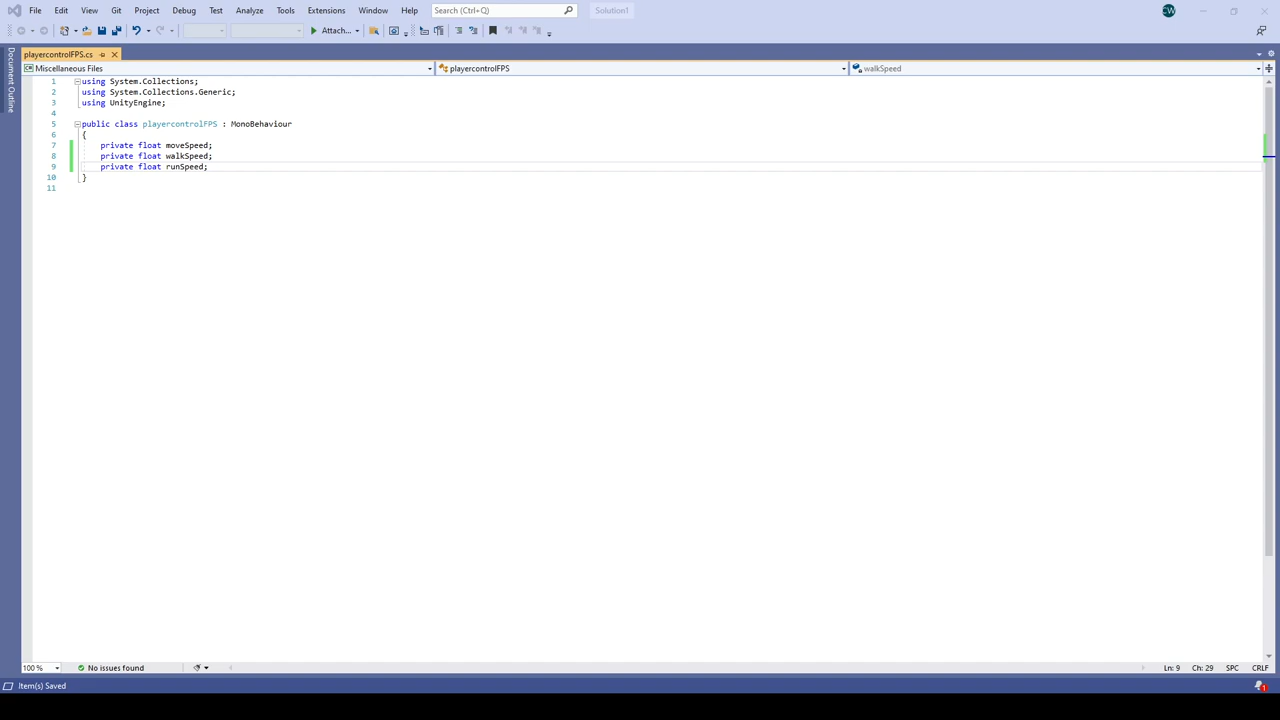 File Edit View Git Project Debug Test Analyze Tools Extensions Window Help Search (Ctrl+Q) Solution1
Attach...
playercontrolFPS.cs
Miscellaneous Files playercontrolFPS walkSpeed
Document Outline
1 using System.Collections;
2 using System.Collections.Generic;
3 using UnityEngine;
4
5 public class playercontrolFPS : MonoBehaviour
6 {
7 private float moveSpeed;
8 private float walkSpeed;
9 private float runSpeed;
10 }
11
100 % No issues found Ln: 9 Ch: 29 SPC CRLF
Item(s) Saved 1